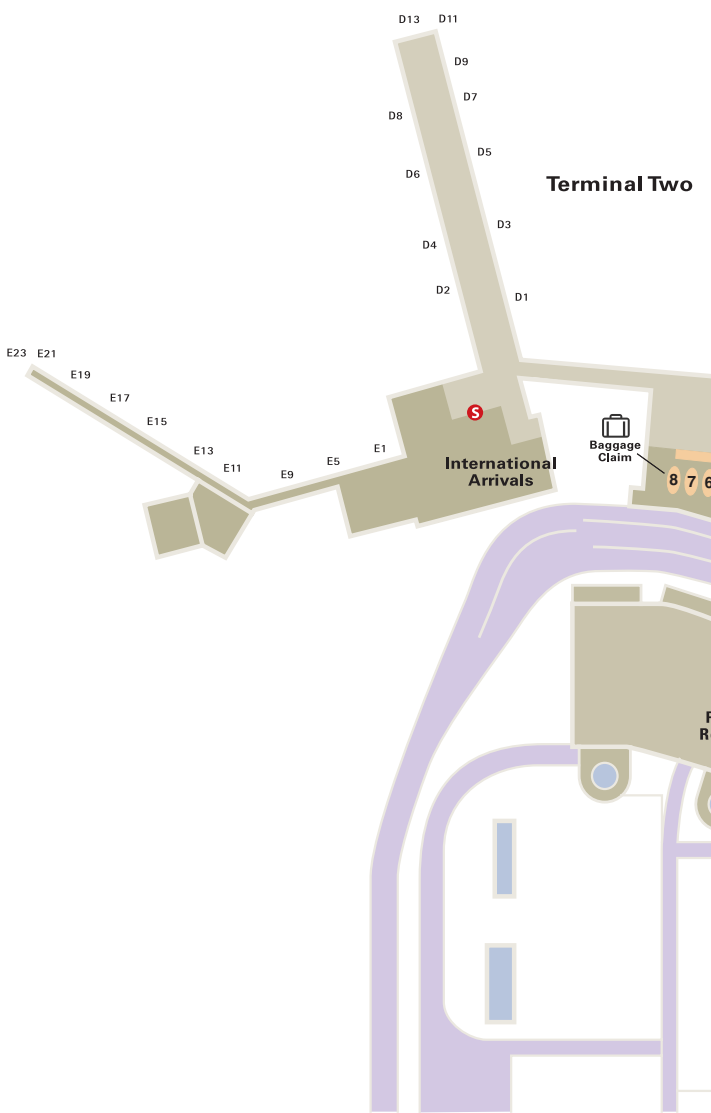 D13 D11
D9
D7
D8
D5
D6
Terminal Two
D3
D4
D2
D1
E23 E21
E19
E17
E15
E13
E11
E9
E5
E1
S
Baggage
Claim
International
Arrivals
8 7 6